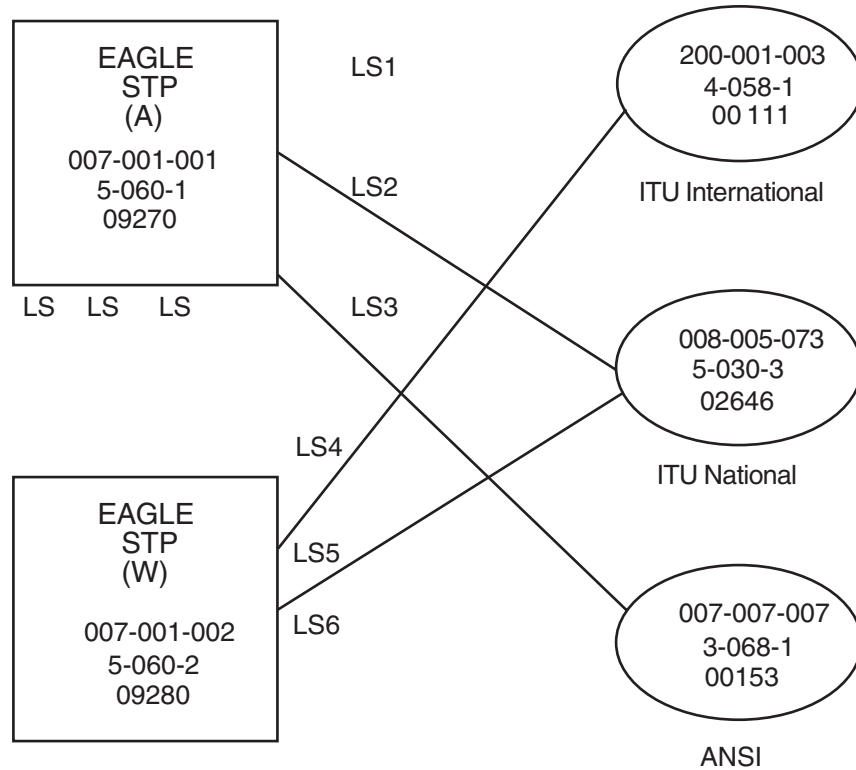 EAGLE
STP
(A)
007-001-001
5-060-1
09270
LS LS LS
LS1
LS2
LS3
LS4
LS5
LS6
EAGLE
STP
(W)
007-001-002
5-060-2
09280
200-001-003
4-058-1
00 111
ITU International
008-005-073
5-030-3
02646
ITU National
007-007-007
3-068-1
00153
ANSI